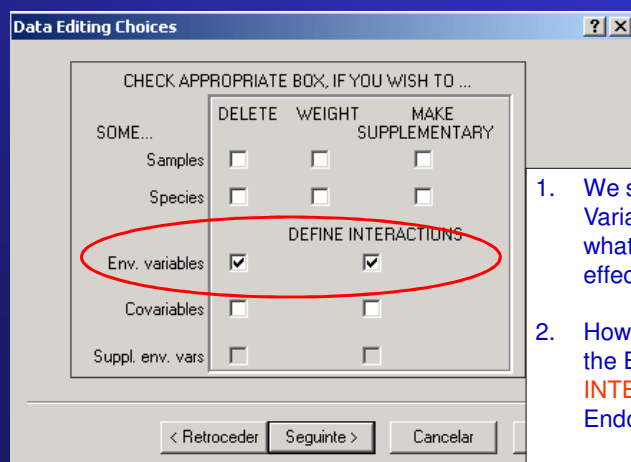 Data Editing Choices
CHECK APPROPRIATE BOX, IF YOU WISH TO ...
DELETE WEIGHT MAKE
SOME... SUPPLEMENTARY
Samples
Species
DEFINE INTERACTIONS
Env. variables
Covariables
Suppl. env. vars
< Retroceder Seguinte > Cancelar
1. We
Varia
what
effec
2. How
the
INTE
Endo